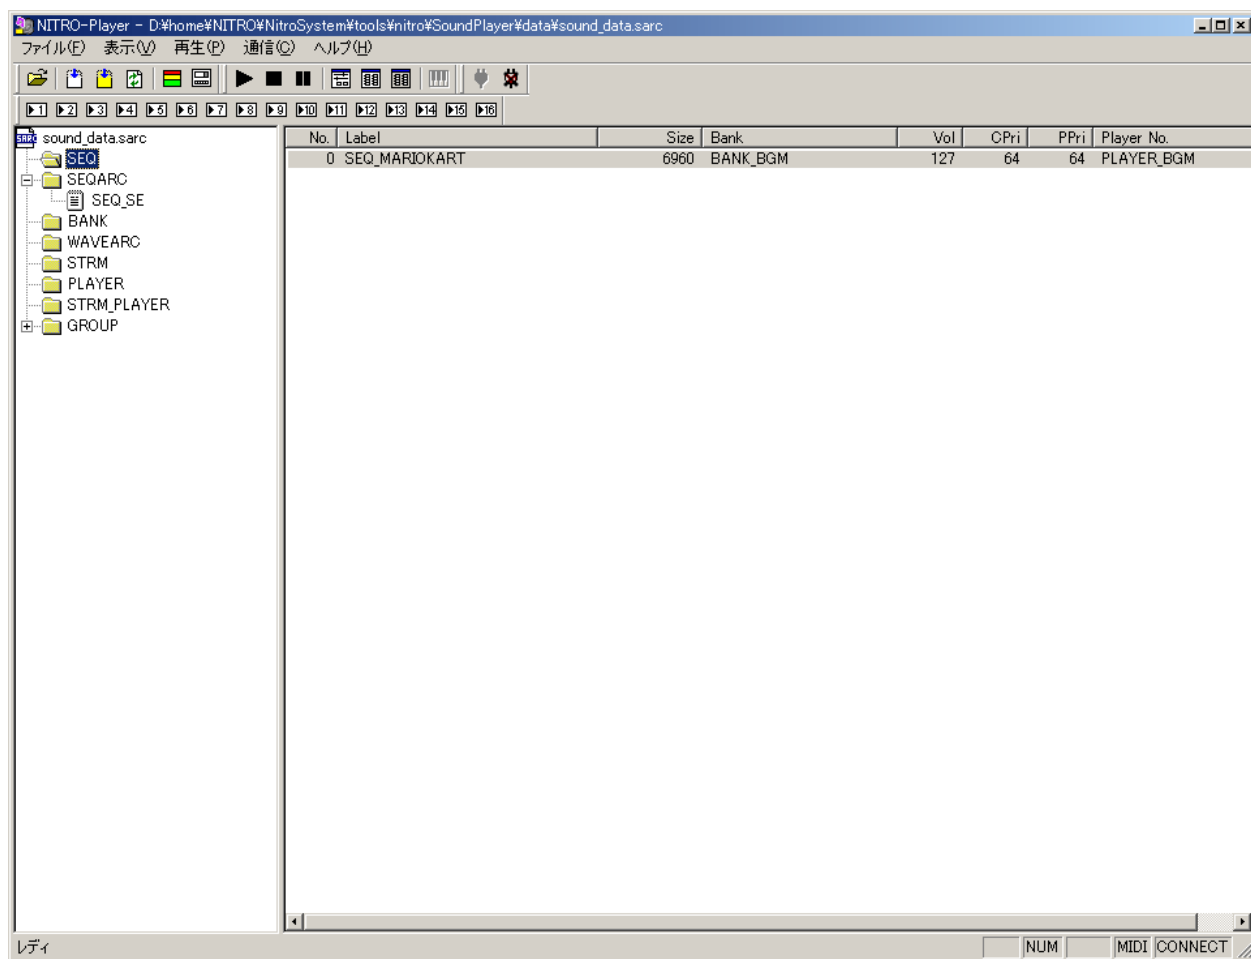 NITRO-Player - D:¥home¥NITRO¥NitroSystem¥tools¥nitro¥SoundPlayer¥data¥sound_data.sarc
ファイル(F) 表示(V) 再生(P) 通信(C) ヘルプ(H)
1 2 3 4 5 6 7 8 9 10 11 12 13 14 15 16
SARC sound_data.sarc
SEQ
SEQARC
SEQ_SE
BANK
WAVEARC
STRM
PLAYER
STRM_PLAYER
GROUP
No. Label Size Bank Vol CPri PPri Player No.
0 SEQ_MARIOKART 6960 BANK_BGM 127 64 64 PLAYER_BGM
レディ NUM MIDI CONNECT